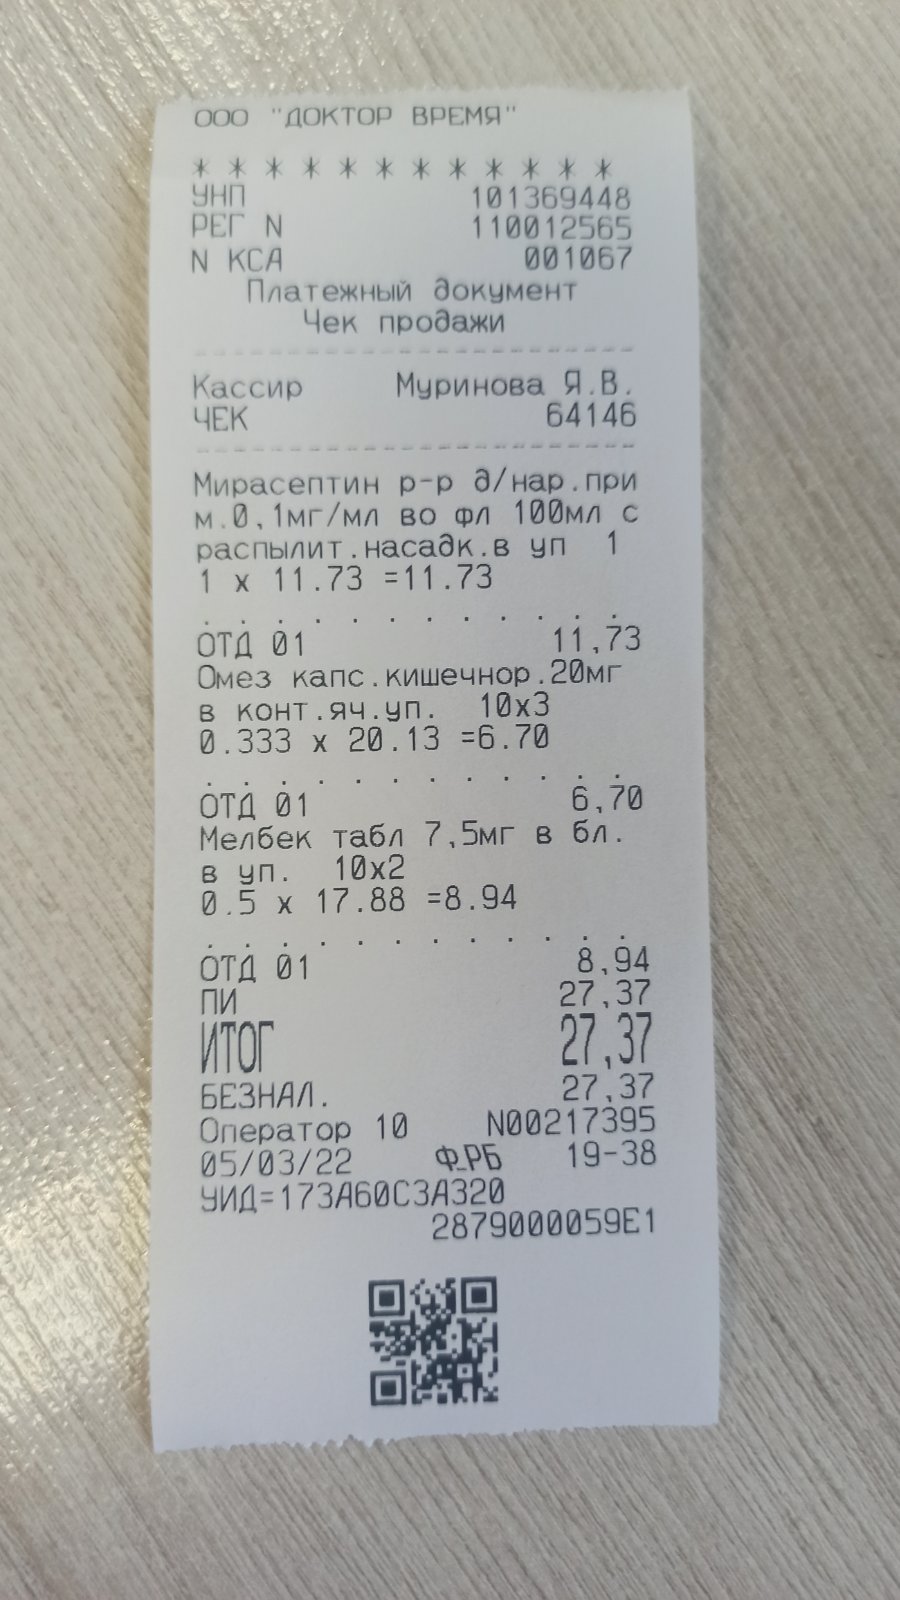 ООО "ДОКТОР ВРЕМЯ"
* * * * * * * * * * * *
УНП 101369448
РЕГ N 110012565
N КСА 001067
Платежный документ
Чек продажи
Кассир Муринова Я.В.
ЧЕК 64146
Мирасептин р-р д/нар.при
м.0,1мг/мл во фл 100мл с
распылит.насадк.в уп 1
1 x 11.73 =11.73
. . . . . . . . . . . .
ОТД 01 11,73
Омез капс.кишечнор.20мг
в конт.яч.уп. 10x3
0.333 x 20.13 =6.70
. . . . . . . . . . . .
ОТД 01 6,70
Мелбек табл 7,5мг в бл.
в уп. 10x2
0.5 x 17.88 =8.94
. . . . . . . . . . . .
ОТД 01 8,94
ПИ 27,37
ИТОГ 27,37
БЕЗНАЛ. 27,37
Оператор 10 N00217395
05/03/22 Ф_РБ 19-38
УИД=173A60C3A320
2879000059E1